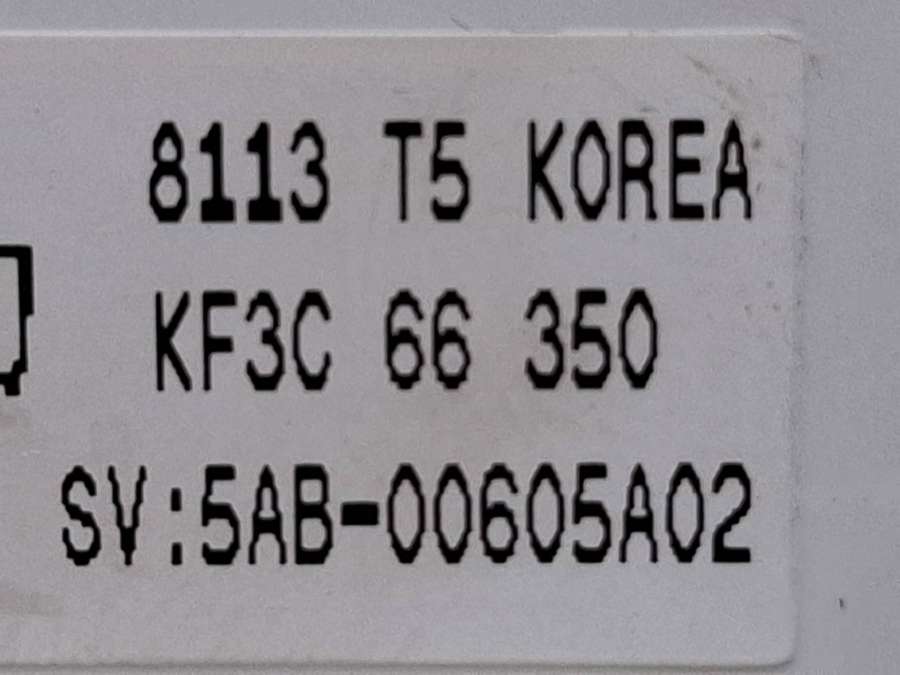 8113 T5 KOREA
KF3C 66 350
SV:5AB-00605A02